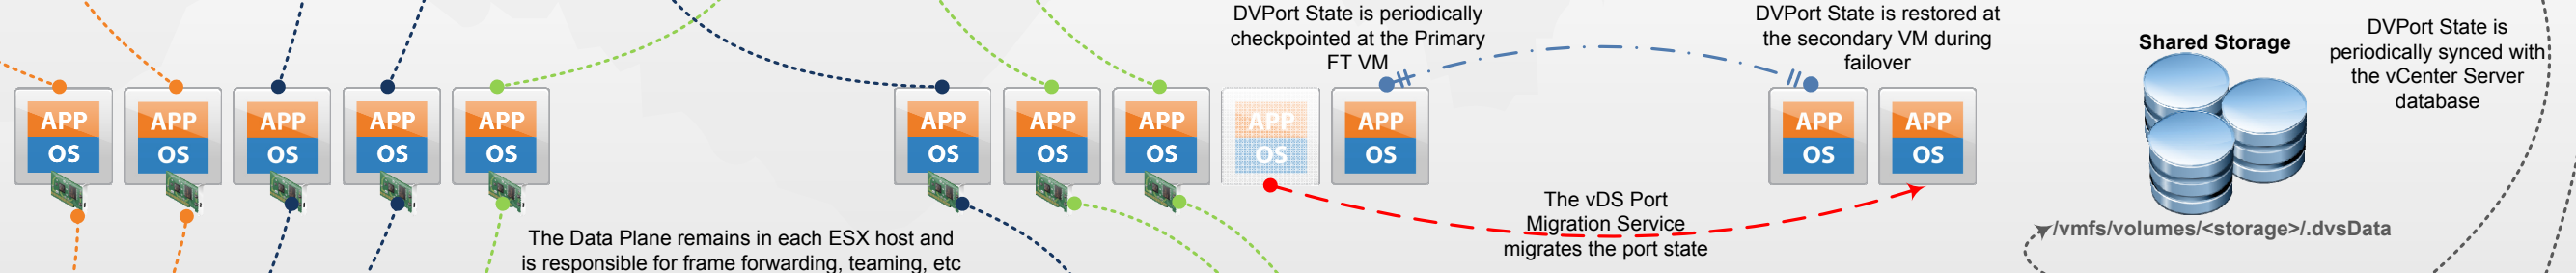 DVPort State is periodically
checkpointed at the Primary
FT VM
DVPort State is restored at
the secondary VM during
failover
Shared Storage
DVPort State is
periodically synced with
the vCenter Server
database
APP
OS
APP
OS
APP
OS
APP
OS
APP
OS
APP
OS
APP
OS
APP
OS
APP
OS
APP
OS
APP
OS
APP
OS
The vDS Port
Migration Service
migrates the port state
/vmfs/volumes/<storage>/.dvsData
The Data Plane remains in each ESX host and
is responsible for frame forwarding, teaming, etc